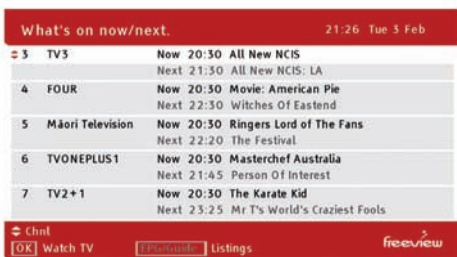 What's on now/next. 21:26 Tue 3 Feb
3 TV3 Now 20:30 All New NCIS
Next 21:30 All New NCIS: LA
4 FOUR Now 20:30 Movie: American Pie
Next 22:30 Witches Of Eastend
5 Māori Television Now 20:30 Ringers Lord of The Fans
Next 22:20 The Festival
6 TVONEPLUS1 Now 20:30 Masterchef Australia
Next 21:45 Person Of Interest
7 TV2+1 Now 20:30 The Karate Kid
Next 23:25 Mr T's World's Craziest Fools
Chnl
OK Watch TV EPG/Guide Listings
freeview